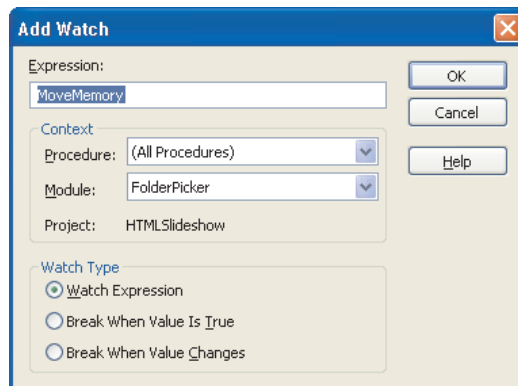 Add Watch
Expression:
MoveMemory
OK
Cancel
Help
Context
Procedure: (All Procedures)
Module: FolderPicker
Project: HTMLSlideshow
Watch Type
Watch Expression
Break When Value Is True
Break When Value Changes